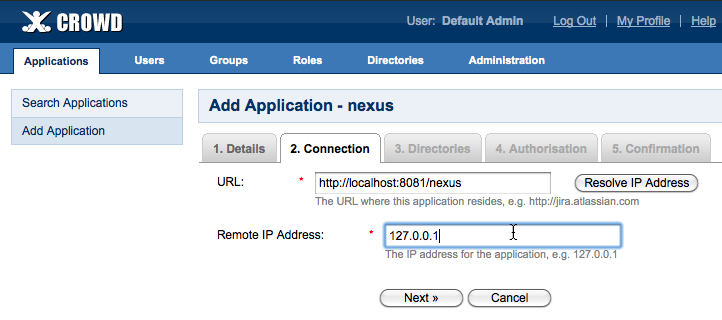 CROWD
User: Default Admin Log Out | My Profile | Help
Applications Users Groups Roles Directories Administration
Search Applications
Add Application
Add Application - nexus
1. Details 2. Connection 3. Directories 4. Authorisation 5. Confirmation
URL: * http://localhost:8081/nexus Resolve IP Address
The URL where this application resides, e.g. http://jira.atlassian.com
Remote IP Address: * 127.0.0.1
The IP address for the application, e.g. 127.0.0.1
Next » Cancel